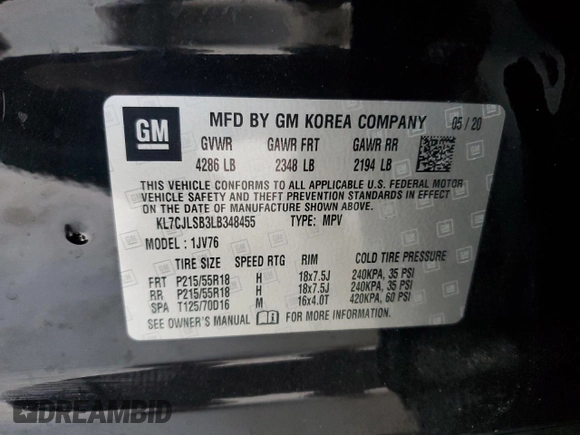 GM MFD BY GM KOREA COMPANY 05/20
GVWR GAWR FRT GAWR RR
4286 LB 2348 LB 2194 LB
THIS VEHICLE CONFORMS TO ALL APPLICABLE U.S. FEDERAL MOTOR
VEHICLE SAFETY AND THEFT PREVENTION STANDARDS IN EFFECT
ON THE DATE OF MANUFACTURE SHOWN ABOVE.
KL7CJLSB3LB348455 TYPE: MPV
MODEL: 1JV76
TIRE SIZE SPEED RTG RIM COLD TIRE PRESSURE
FRT P215/55R18 H 18x7.5J 240KPA, 35 PSI
RR P215/55R18 H 18x7.5J 240KPA, 35 PSI
SPA T125/70D16 M 16x4.0T 420KPA, 60 PSI
SEE OWNER'S MANUAL FOR MORE INFORMATION.
DREAMBID